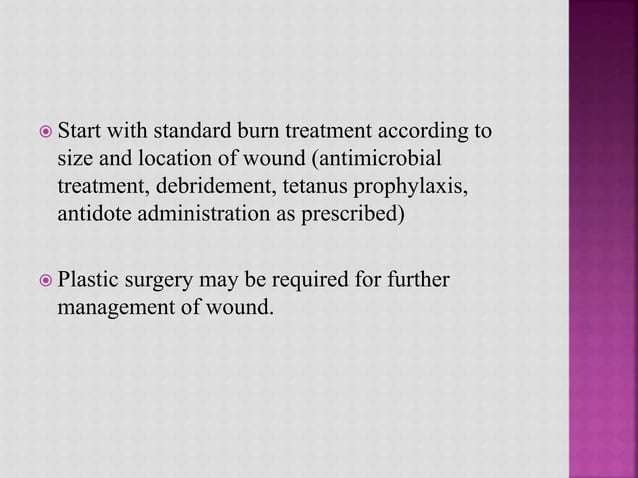 Start with standard burn treatment according to
size and location of wound (antimicrobial
treatment, debridement, tetanus prophylaxis,
antidote administration as prescribed)
Plastic surgery may be required for further
management of wound.